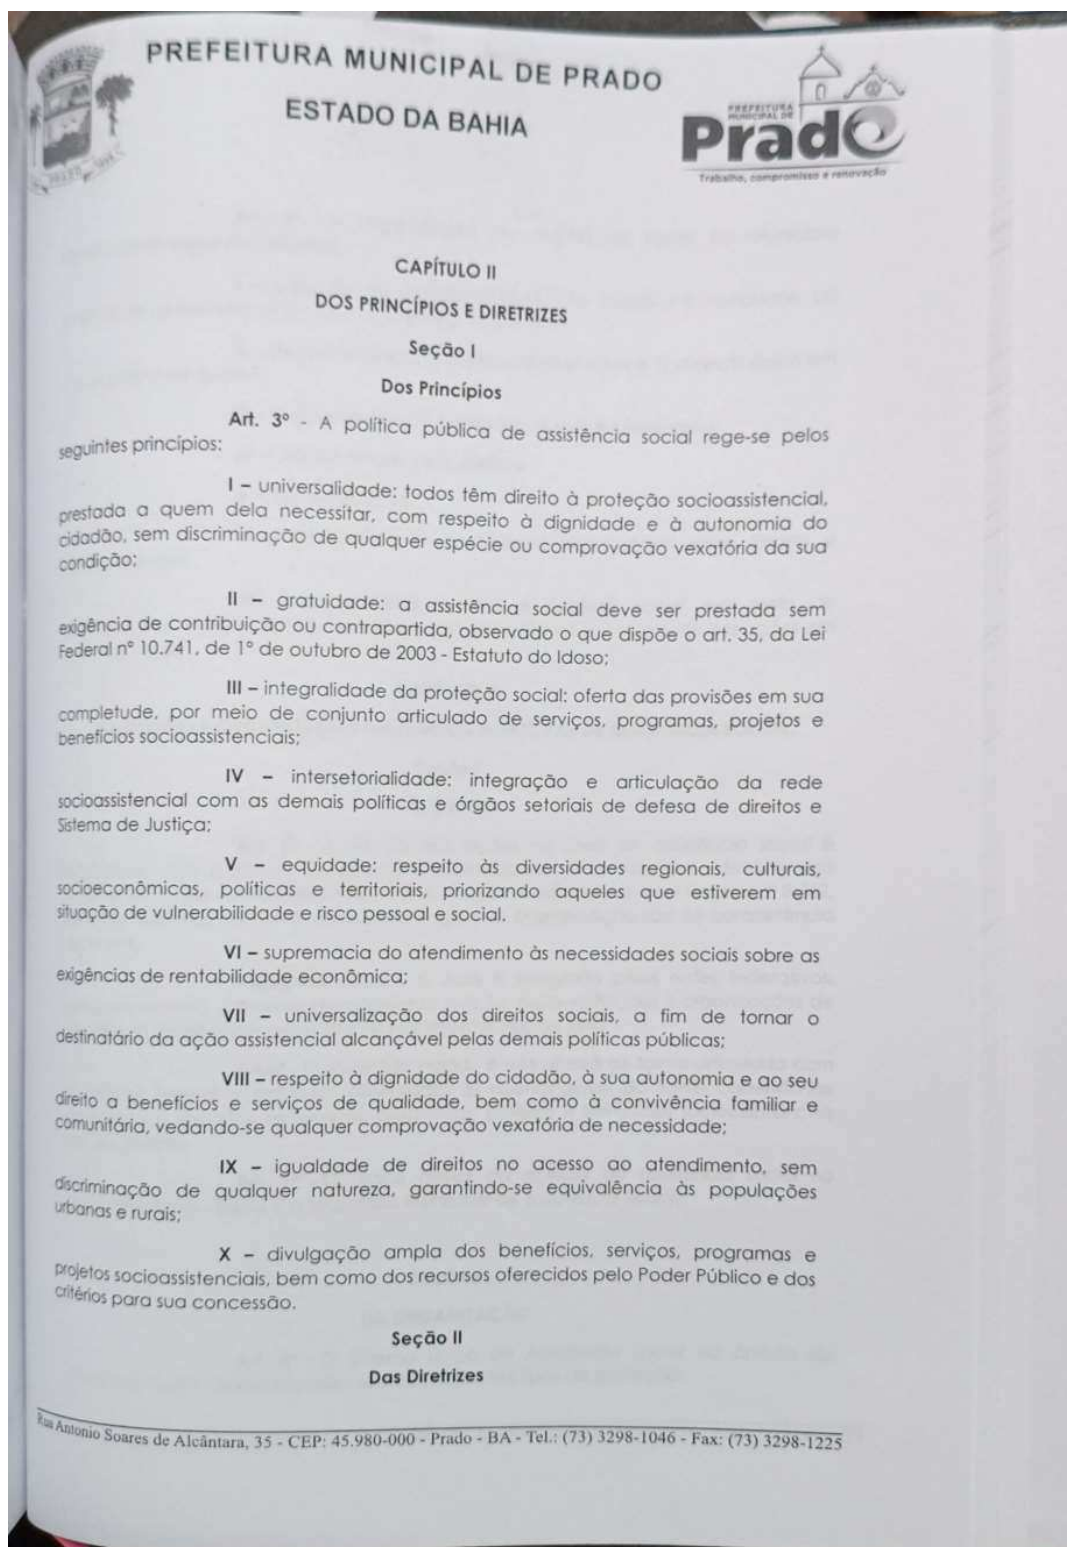 PREFEITURA MUNICIPAL DE PRADO
ESTADO DA BAHIA
PREFEITURA
MUNICIPAL DE
Prado
Trabalho, compromisso e renovação
CAPÍTULO II
DOS PRINCÍPIOS E DIRETRIZES
Seção I
Dos Princípios
Art. 3º - A política pública de assistência social rege-se pelos
seguintes princípios:
I – universalidade: todos têm direito à proteção socioassistencial,
prestada a quem dela necessitar, com respeito à dignidade e à autonomia do
cidadão, sem discriminação de qualquer espécie ou comprovação vexatória da sua
condição;
II – gratuidade: a assistência social deve ser prestada sem
exigência de contribuição ou contrapartida, observado o que dispõe o art. 35, da Lei
Federal nº 10.741, de 1º de outubro de 2003 - Estatuto do Idoso;
III – integralidade da proteção social: oferta das provisões em sua
completude, por meio de conjunto articulado de serviços, programas, projetos e
benefícios socioassistenciais;
IV – intersetorialidade: integração e articulação da rede
socioassistencial com as demais políticas e órgãos setoriais de defesa de direitos e
Sistema de Justiça;
V – equidade: respeito às diversidades regionais, culturais,
socioeconômicas, políticas e territoriais, priorizando aqueles que estiverem em
situação de vulnerabilidade e risco pessoal e social.
VI – supremacia do atendimento às necessidades sociais sobre as
exigências de rentabilidade econômica;
VII – universalização dos direitos sociais, a fim de tornar o
destinatário da ação assistencial alcançável pelas demais políticas públicas;
VIII – respeito à dignidade do cidadão, à sua autonomia e ao seu
direito a benefícios e serviços de qualidade, bem como à convivência familiar e
comunitária, vedando-se qualquer comprovação vexatória de necessidade;
IX – igualdade de direitos no acesso ao atendimento, sem
discriminação de qualquer natureza, garantindo-se equivalência às populações
urbanas e rurais;
X – divulgação ampla dos benefícios, serviços, programas e
projetos socioassistenciais, bem como dos recursos oferecidos pelo Poder Público e dos
critérios para sua concessão.
Seção II
Das Diretrizes
Rua Antonio Soares de Alcântara, 35 - CEP: 45.980-000 - Prado - BA - Tel.: (73) 3298-1046 - Fax: (73) 3298-1225